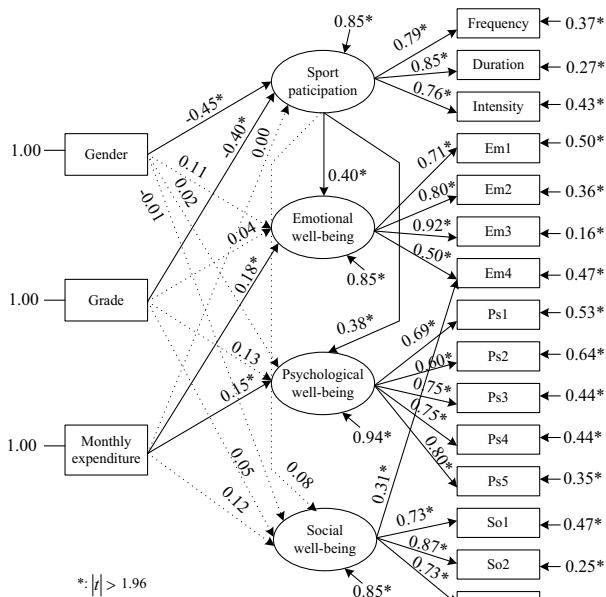 0.85*
Frequency
0.37*
0.79*
Sport
paticipation
0.85*
Duration
0.27*
0.76*
Intensity
0.43*
-0.45*
-0.40*
0.00
1.00
Gender
0.11
0.02
-0.01
0.40*
0.71*
Em1
0.50*
0.80*
Em2
0.36*
Emotional
well-being
0.92*
Em3
0.16*
0.04
0.50*
Em4
0.47*
0.18*
0.85*
1.00
Grade
0.38*
0.69*
Ps1
0.53*
0.13
Psychological
well-being
0.60*
Ps2
0.64*
0.15*
0.75*
Ps3
0.44*
0.75*
Ps4
0.44*
0.94*
0.80*
Ps5
0.35*
1.00
Monthly
expenditure
0.05
0.08
0.31*
0.12
Social
well-being
0.73*
So1
0.47*
0.87*
So2
0.25*
0.73*
0.85*
*: |t| > 1.96